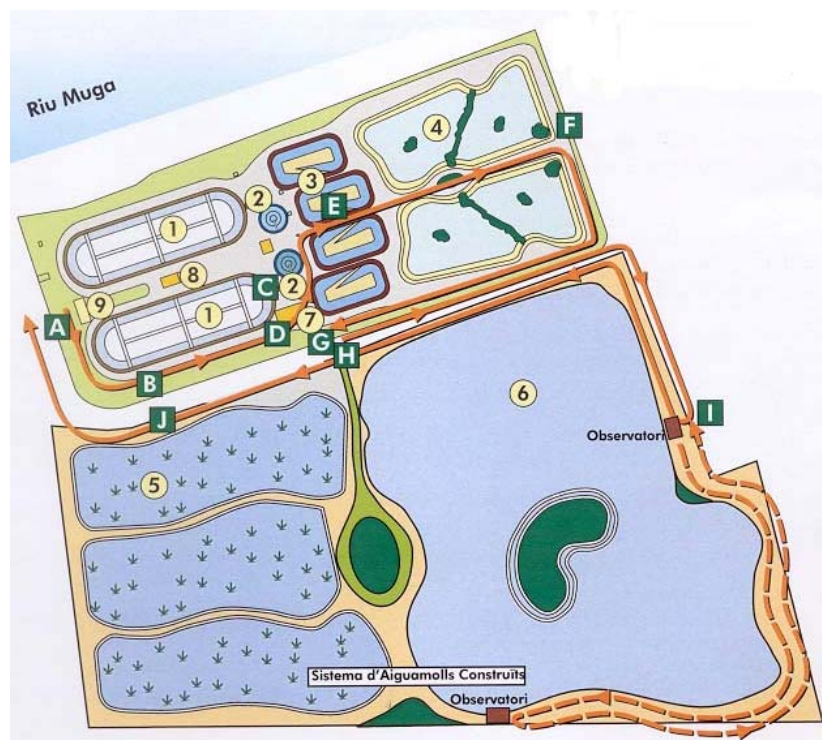 Riu Muga
4
F
3
2
1
E
8
C
2
9
1
A
D
7
G
H
B
6
I
J
Observatori
5
Sistema d'Aiguamolls Construïts
Observatori